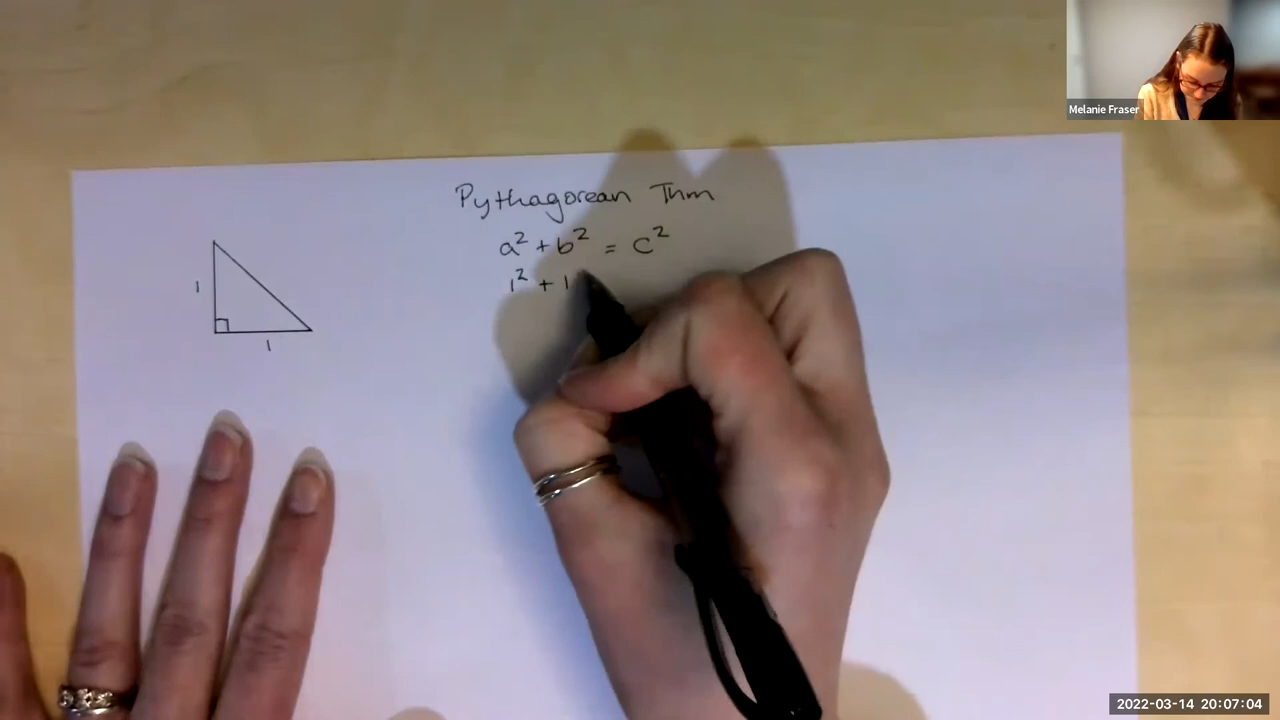 Melanie Fraser
Pythagorean Thm
a² + b² = c²
1² + 1
1
1
2022-03-14 20:07:04